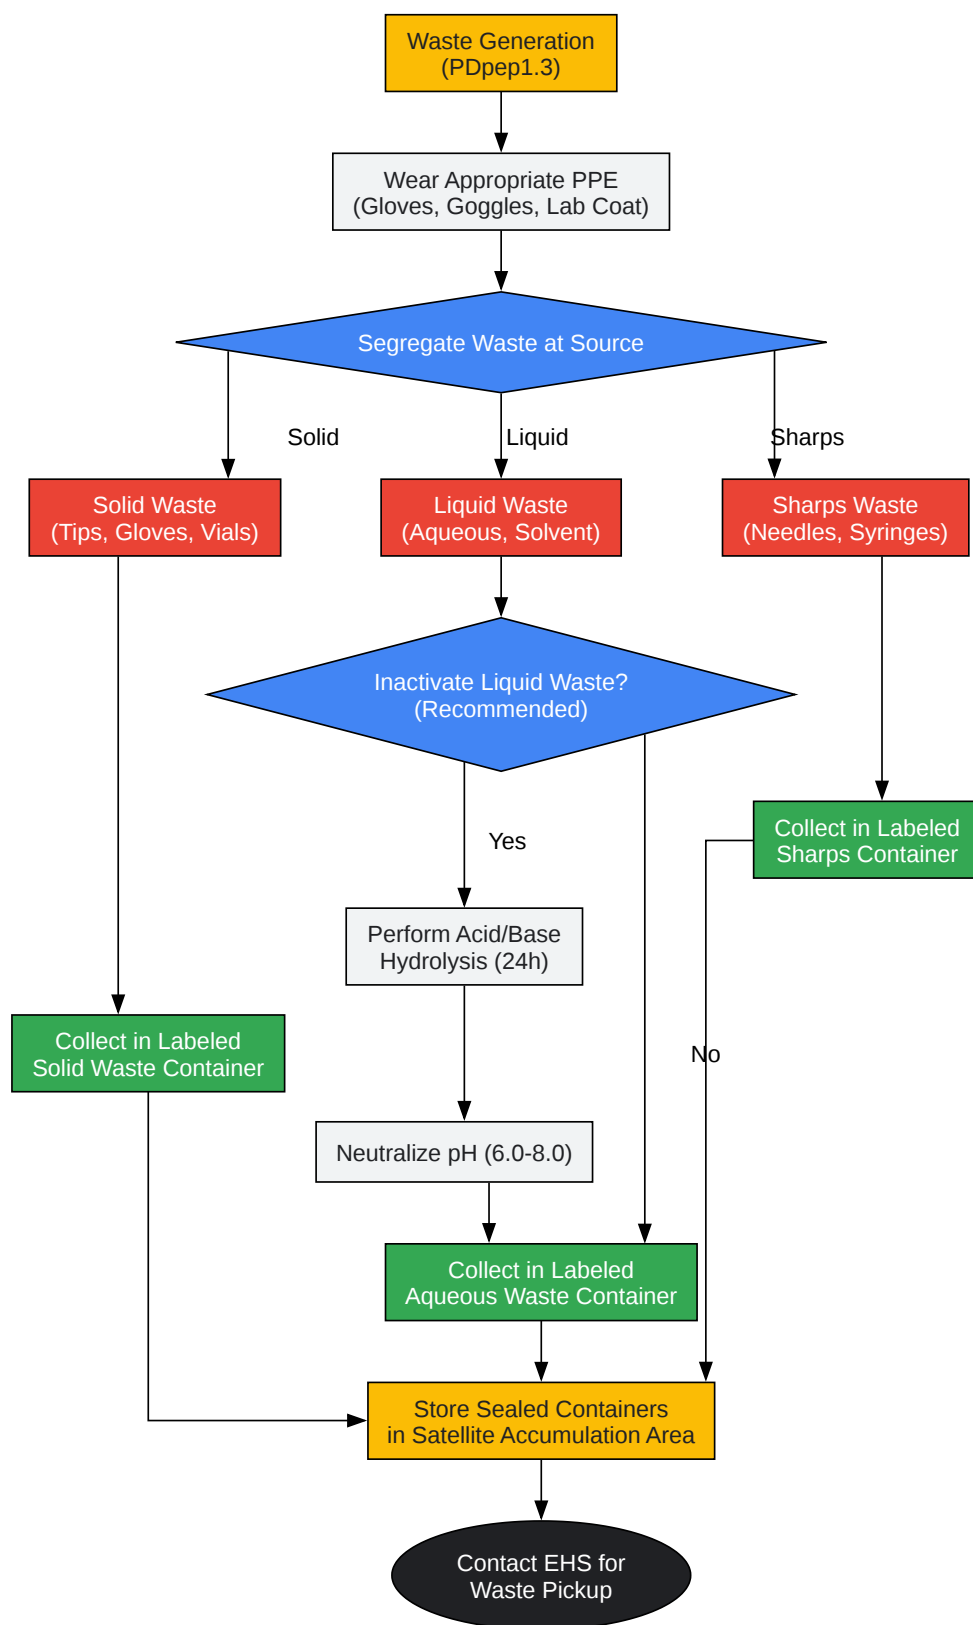 Waste Generation
(PDpep1.3)
Wear Appropriate PPE
(Gloves, Goggles, Lab Coat)
Segregate Waste at Source
Solid
Liquid
Sharps
Solid Waste
(Tips, Gloves, Vials)
Liquid Waste
(Aqueous, Solvent)
Sharps Waste
(Needles, Syringes)
Inactivate Liquid Waste?
(Recommended)
Yes
Collect in Labeled
Sharps Container
Perform Acid/Base
Hydrolysis (24h)
Collect in Labeled
Solid Waste Container
No
Neutralize pH (6.0-8.0)
Collect in Labeled
Aqueous Waste Container
Store Sealed Containers
in Satellite Accumulation Area
Contact EHS for
Waste Pickup